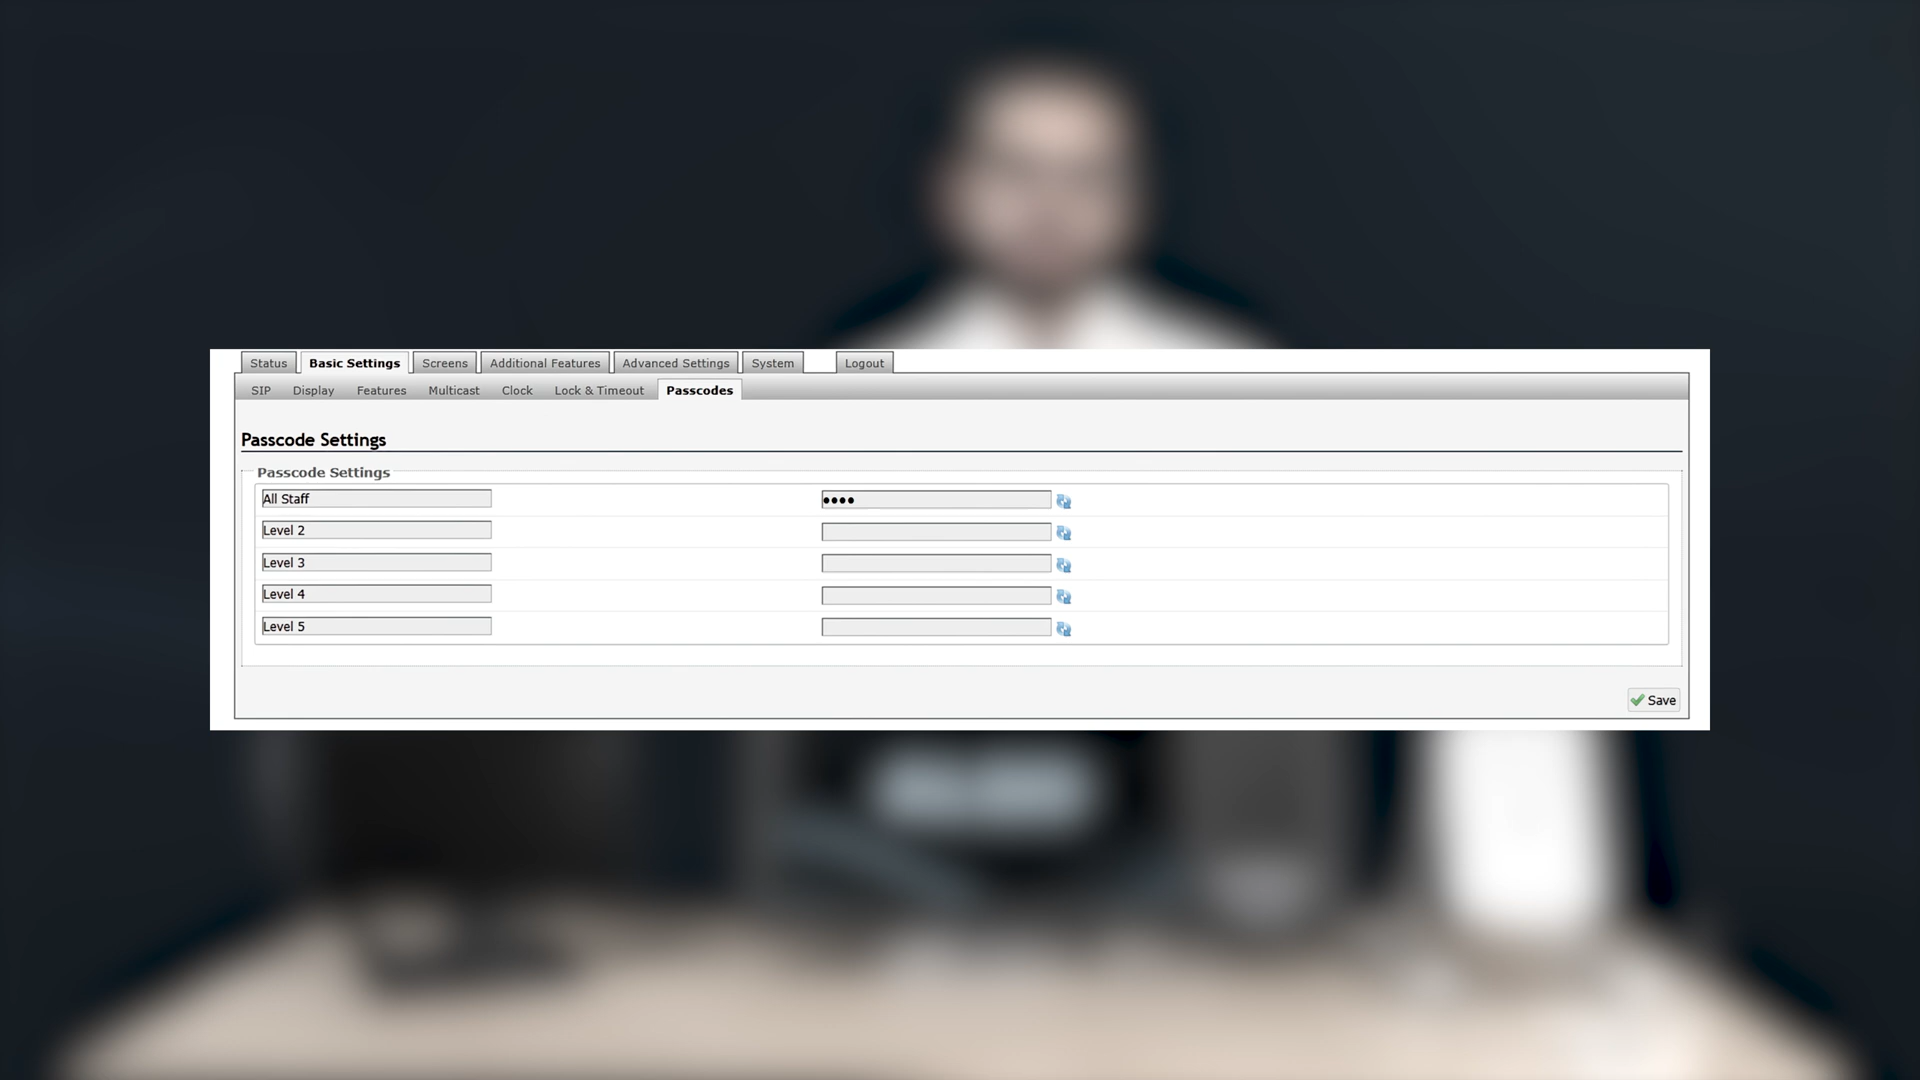 Status Basic Settings Screens Additional Features Advanced Settings System Logout
SIP Display Features Multicast Clock Lock & Timeout Passcodes
Passcode Settings
Passcode Settings
All Staff ••••
Level 2
Level 3
Level 4
Level 5
Save